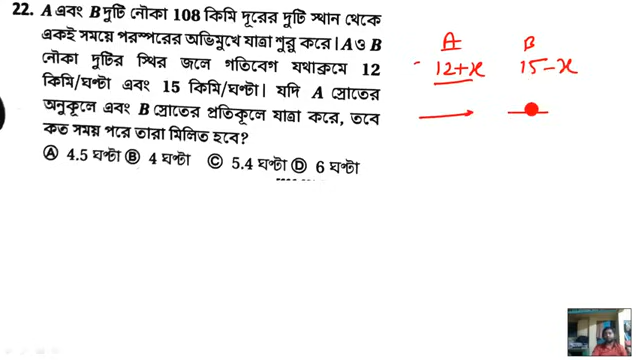 22. A এবং B দুটি নৌকা 108 কিমি দূরের দুটি স্থান থেকে
একই সময়ে পরস্পরের অভিমুখে যাত্রা শুরু করে। A ও B
নৌকা দুটির স্থির জলে গতিবেগ যথাক্রমে 12
কিমি/ঘণ্টা এবং 15 কিমি/ঘণ্টা। যদি A স্রোতের
অনুকূলে এবং B স্রোতের প্রতিকূলে যাত্রা করে, তবে
কত সময় পরে তারা মিলিত হবে?
Ⓐ 4.5 ঘণ্টা Ⓑ 4 ঘণ্টা Ⓒ 5.4 ঘণ্টা Ⓓ 6 ঘণ্টা
A B
12+x 15-x